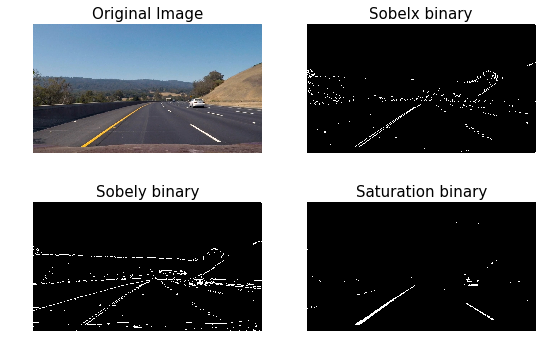 Original Image
Sobelx binary
Sobely binary
Saturation binary